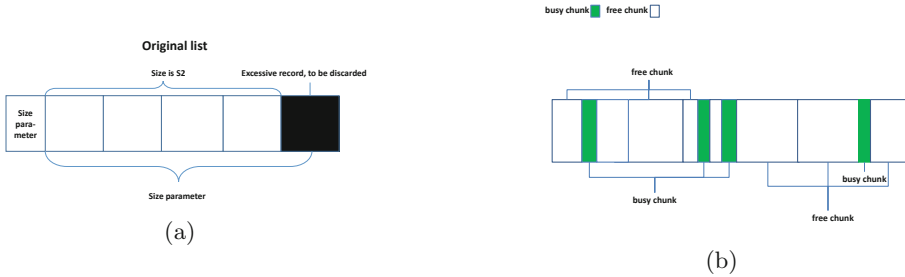 Original list
Size is S2
Excessive record, to be discarded
Size
para-
meter
Size parameter
(a)
busy chunk
free chunk
free chunk
busy chunk
busy chunk
free chunk
(b)